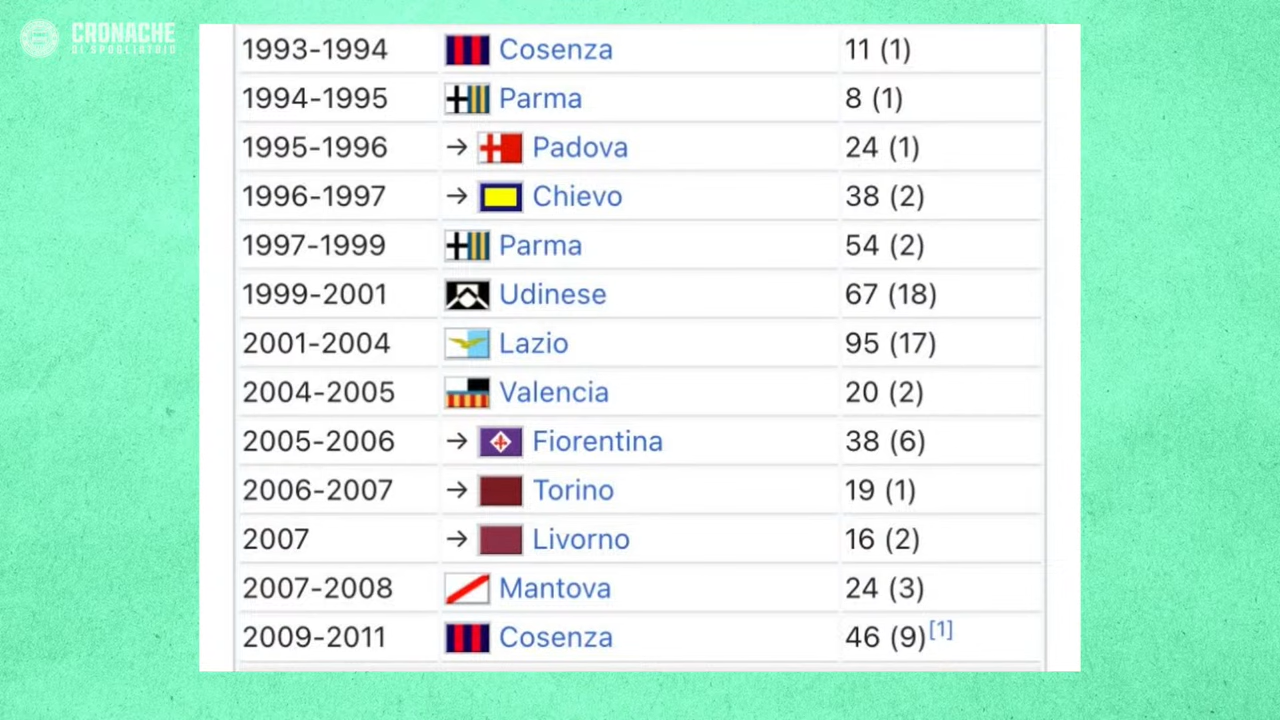 CRONACHE
DI SPOGLIATOIO
1993-1994 Cosenza 11 (1)
1994-1995 Parma 8 (1)
1995-1996 → Padova 24 (1)
1996-1997 → Chievo 38 (2)
1997-1999 Parma 54 (2)
1999-2001 Udinese 67 (18)
2001-2004 Lazio 95 (17)
2004-2005 Valencia 20 (2)
2005-2006 → Fiorentina 38 (6)
2006-2007 → Torino 19 (1)
2007 → Livorno 16 (2)
2007-2008 Mantova 24 (3)
2009-2011 Cosenza 46 (9)[1]